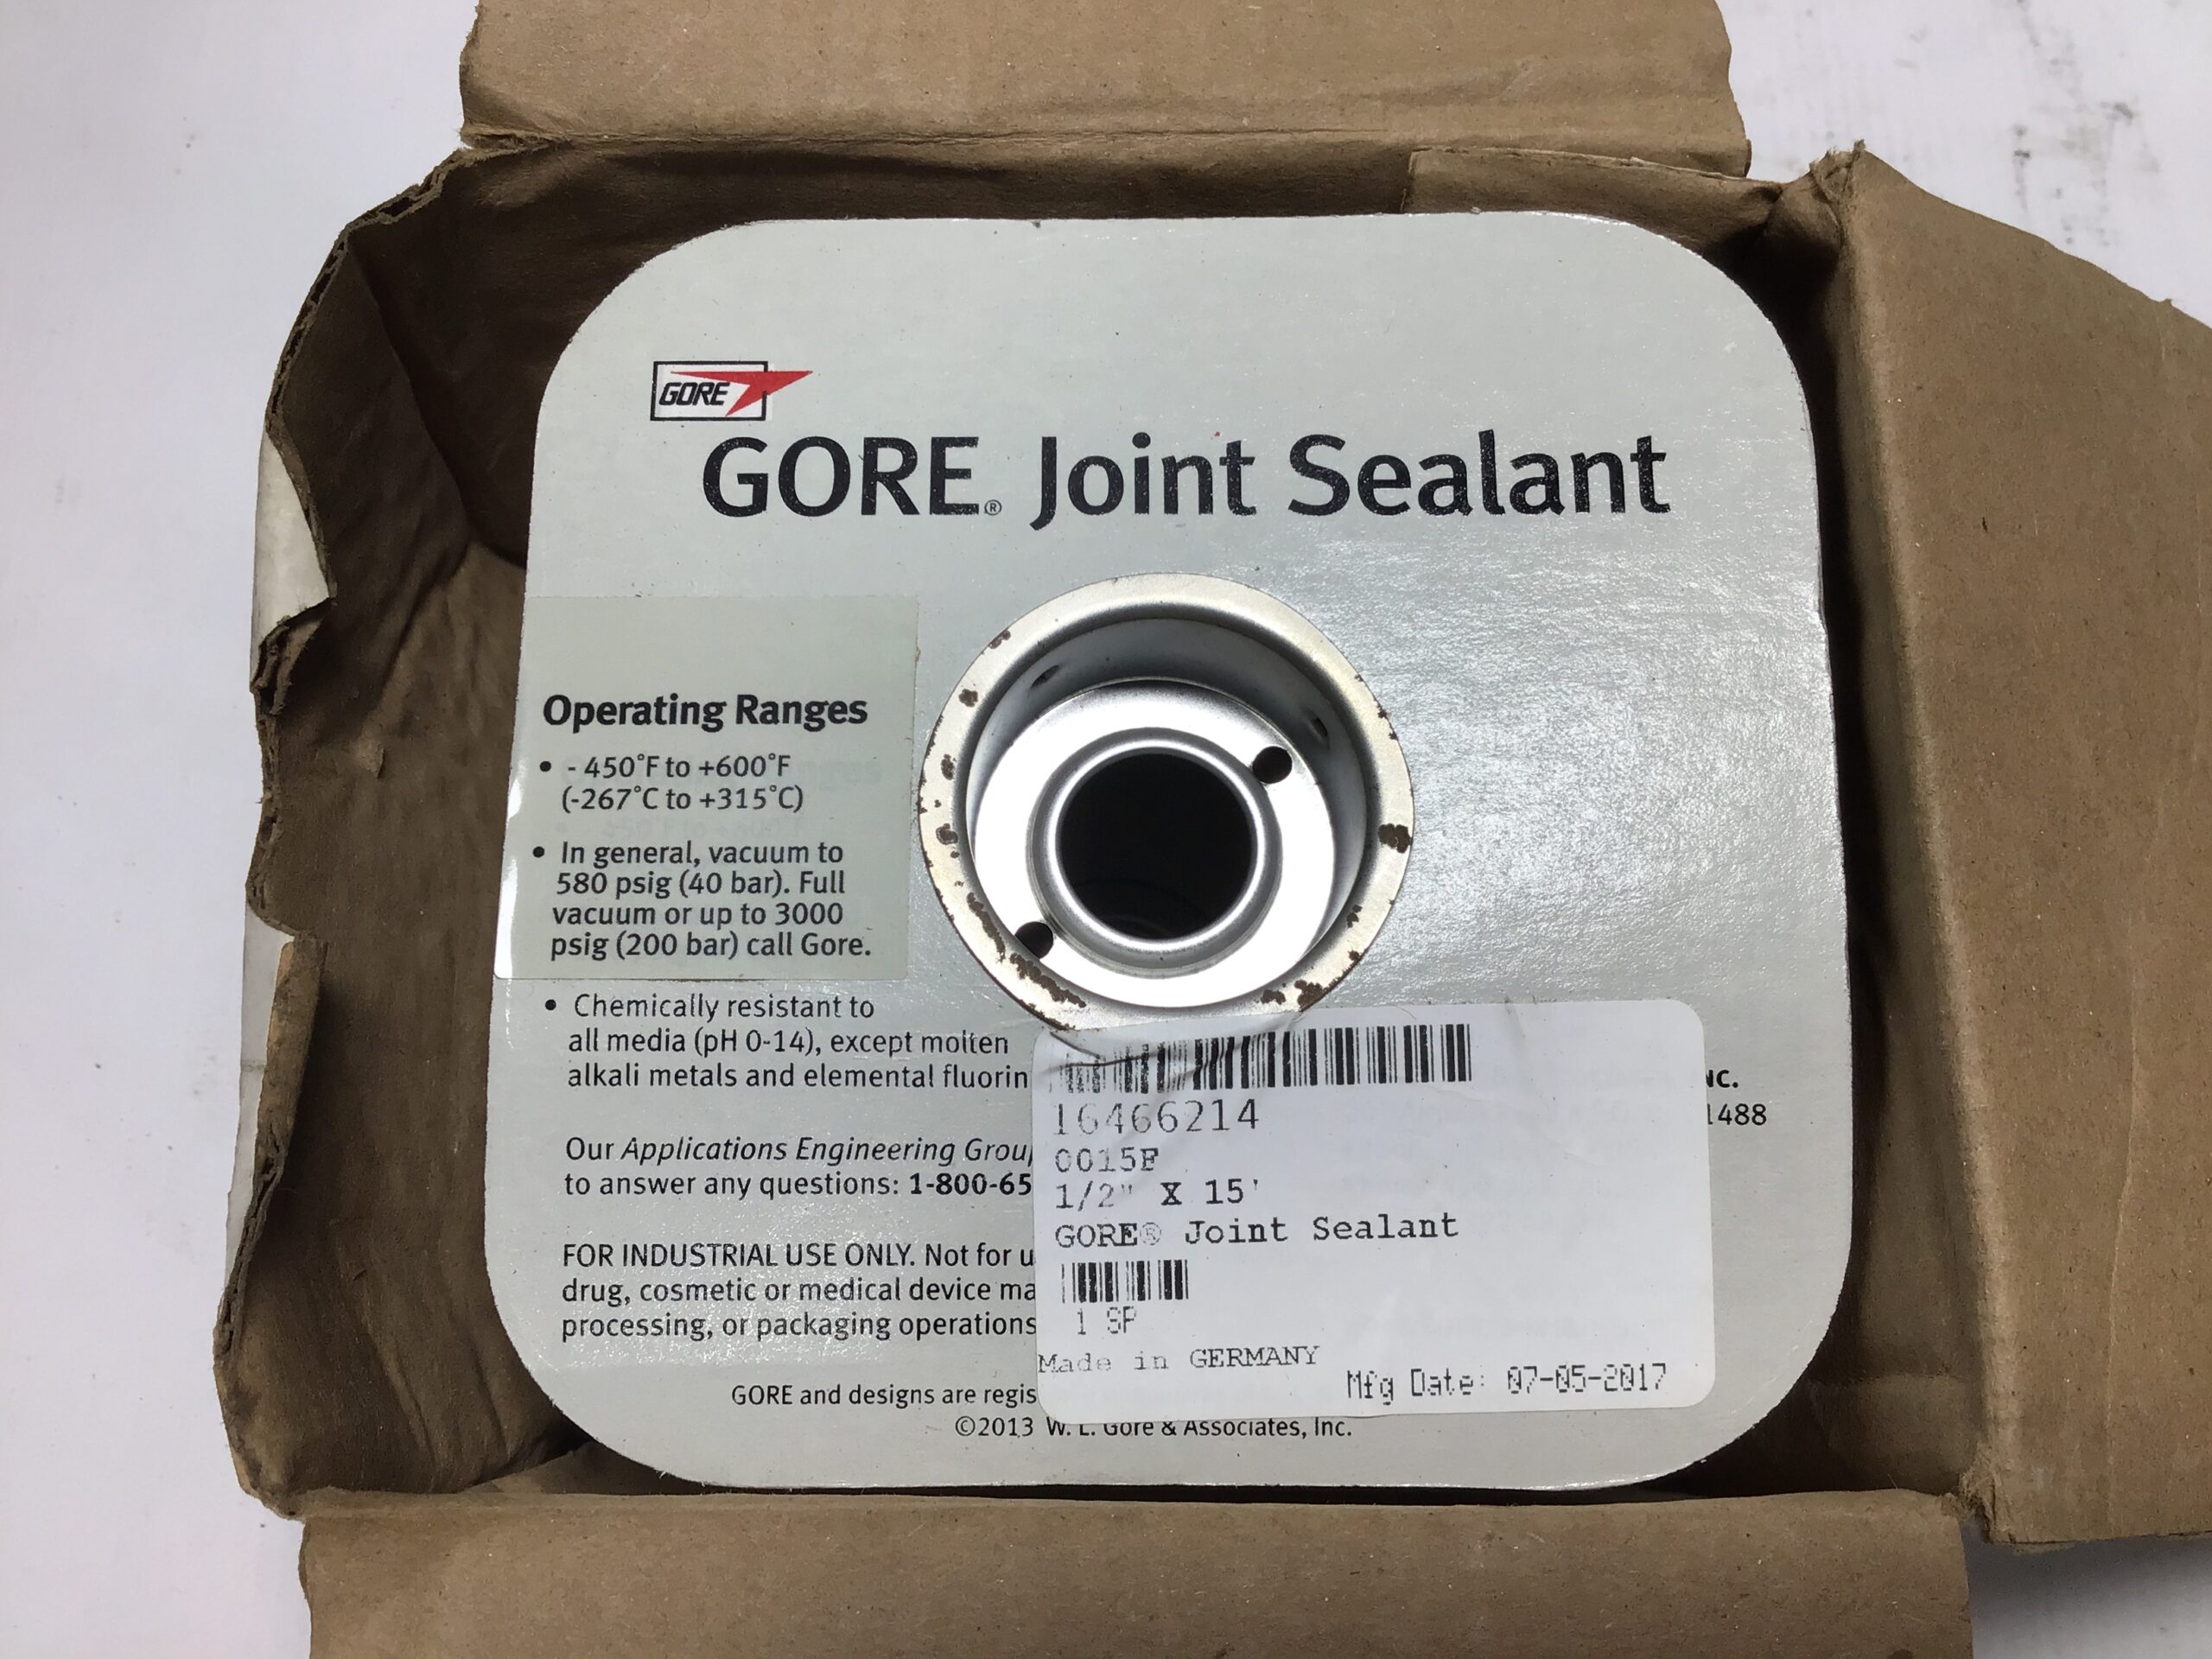 GORE
GORE® Joint Sealant
Operating Ranges
• - 450°F to +600°F
(-267°C to +315°C)
• In general, vacuum to
580 psig (40 bar). Full
vacuum or up to 3000
psig (200 bar) call Gore.
• Chemically resistant to
all media (pH 0-14), except molten
alkali metals and elemental fluorin
NC.
1488
Our Applications Engineering Grou
to answer any questions: 1-800-65
FOR INDUSTRIAL USE ONLY. Not for u
drug, cosmetic or medical device ma
processing, or packaging operations
GORE and designs are regis
©2013 W. L. Gore & Associates, Inc.
16466214
0015F
1/2" X 15'
GORE® Joint Sealant
1 SP
Made in GERMANY
Mfg Date: 07-05-2017